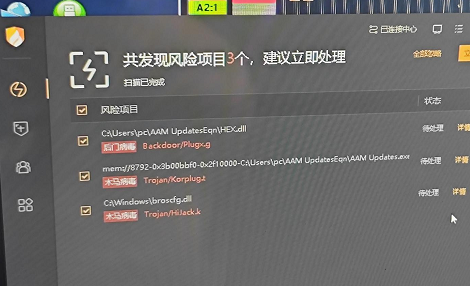 A2:1
已连接中心
共发现风险项目3个，建议立即处理
全部忽略
扫描已完成
风险项目
状态
C:\Users\pc\AAM UpdatesEqn\HEX.dll
后门病毒 Backdoor/Plugx.g
待处理 详情
mem://8792-0x3b00bbf0-0x2f10000-C:\Users\pc\AAM UpdatesEqn\AAM Updates.exe
木马病毒 Trojan/Korplug.t
待处理 详情
C:\Windows\broscfg.dll
木马病毒 Trojan/HiJack.k
待处理 详情